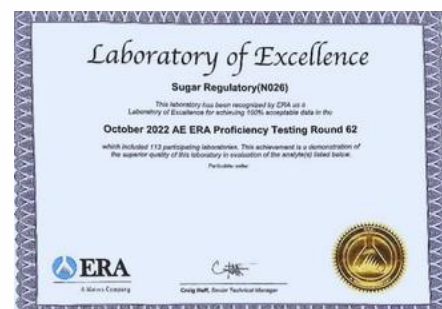 Laboratory of Excellence
Sugar Regulatory(N026)
This laboratory has been recognized by ERA as a
Laboratory of Excellence for achieving 100% acceptable data in the
October 2022 AE ERA Proficiency Testing Round 62
which included 113 participating laboratories. This achievement is a demonstration of
the superior quality of this laboratory in evaluation of the analyte(s) listed below.
Particulate matter
ERA
A Waters Company
Craig Huff, Senior Technical Manager